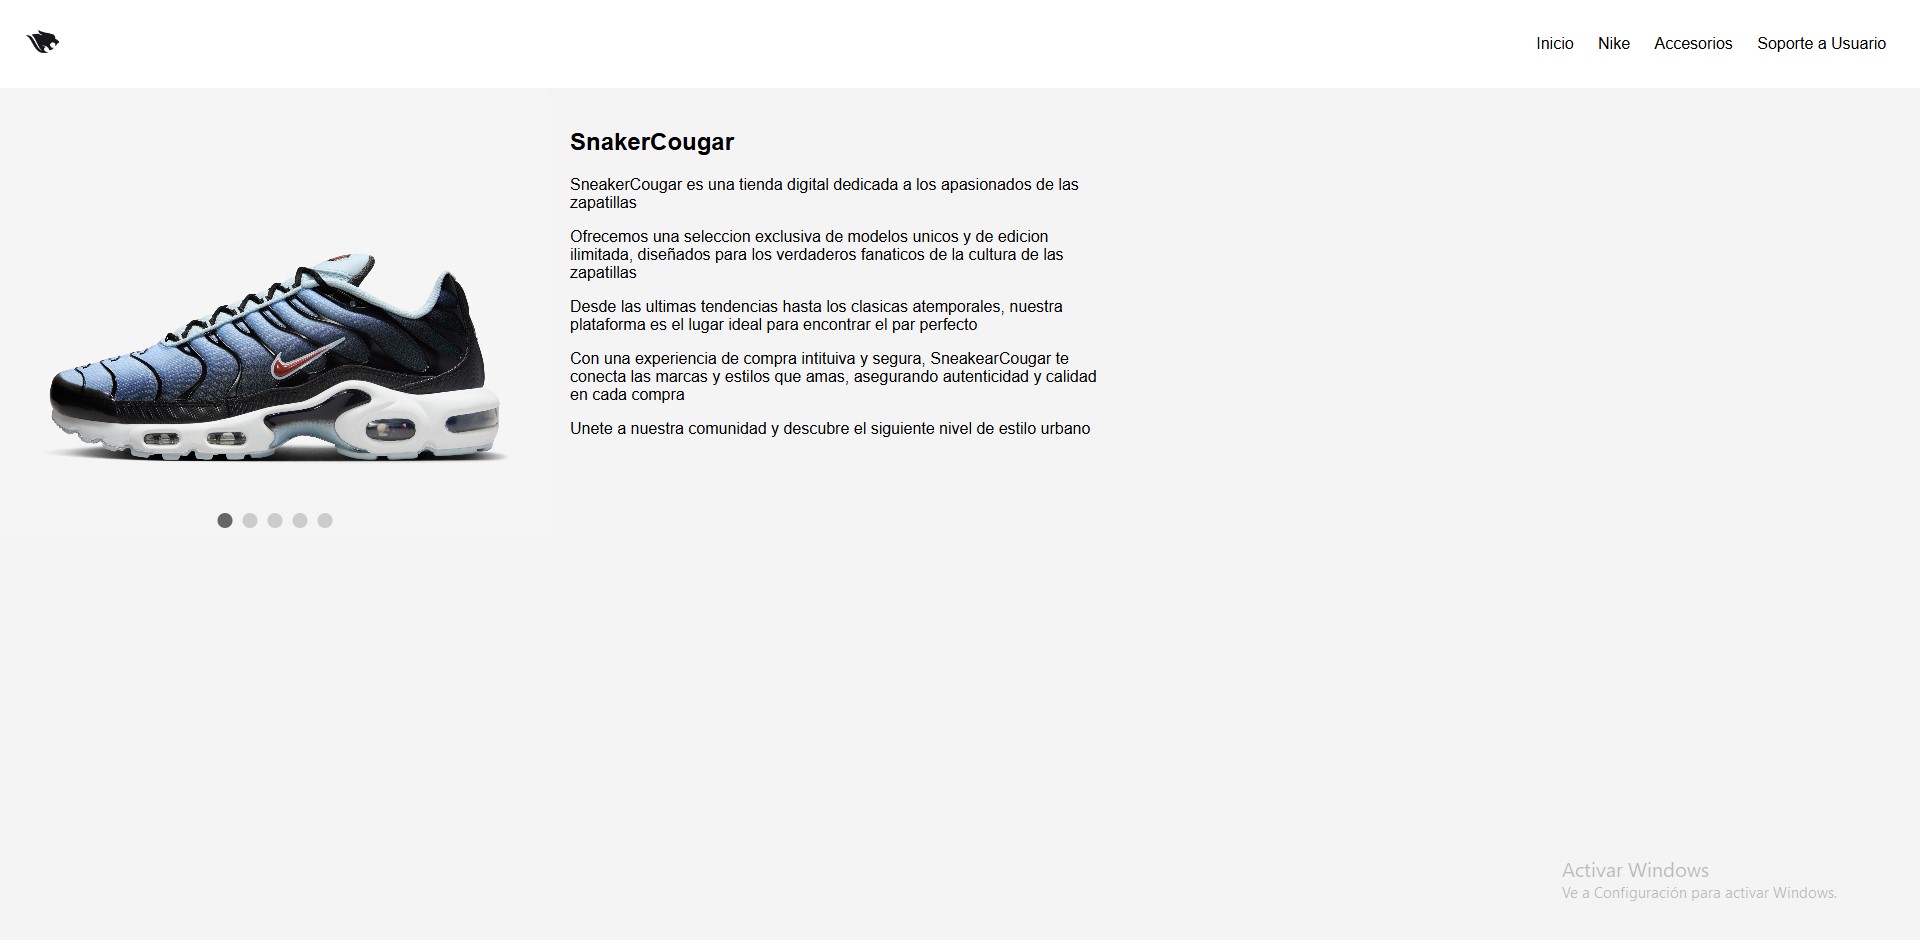 Inicio Nike Accesorios Soporte a Usuario
SnakerCougar
SneakerCougar es una tienda digital dedicada a los apasionados de las
zapatillas
Ofrecemos una seleccion exclusiva de modelos unicos y de edicion
ilimitada, diseñados para los verdaderos fanaticos de la cultura de las
zapatillas
Desde las ultimas tendencias hasta los clasicas atemporales, nuestra
plataforma es el lugar ideal para encontrar el par perfecto
Con una experiencia de compra intituiva y segura, SneakearCougar te
conecta las marcas y estilos que amas, asegurando autenticidad y calidad
en cada compra
Unete a nuestra comunidad y descubre el siguiente nivel de estilo urbano
Activar Windows
Ve a Configuración para activar Windows.